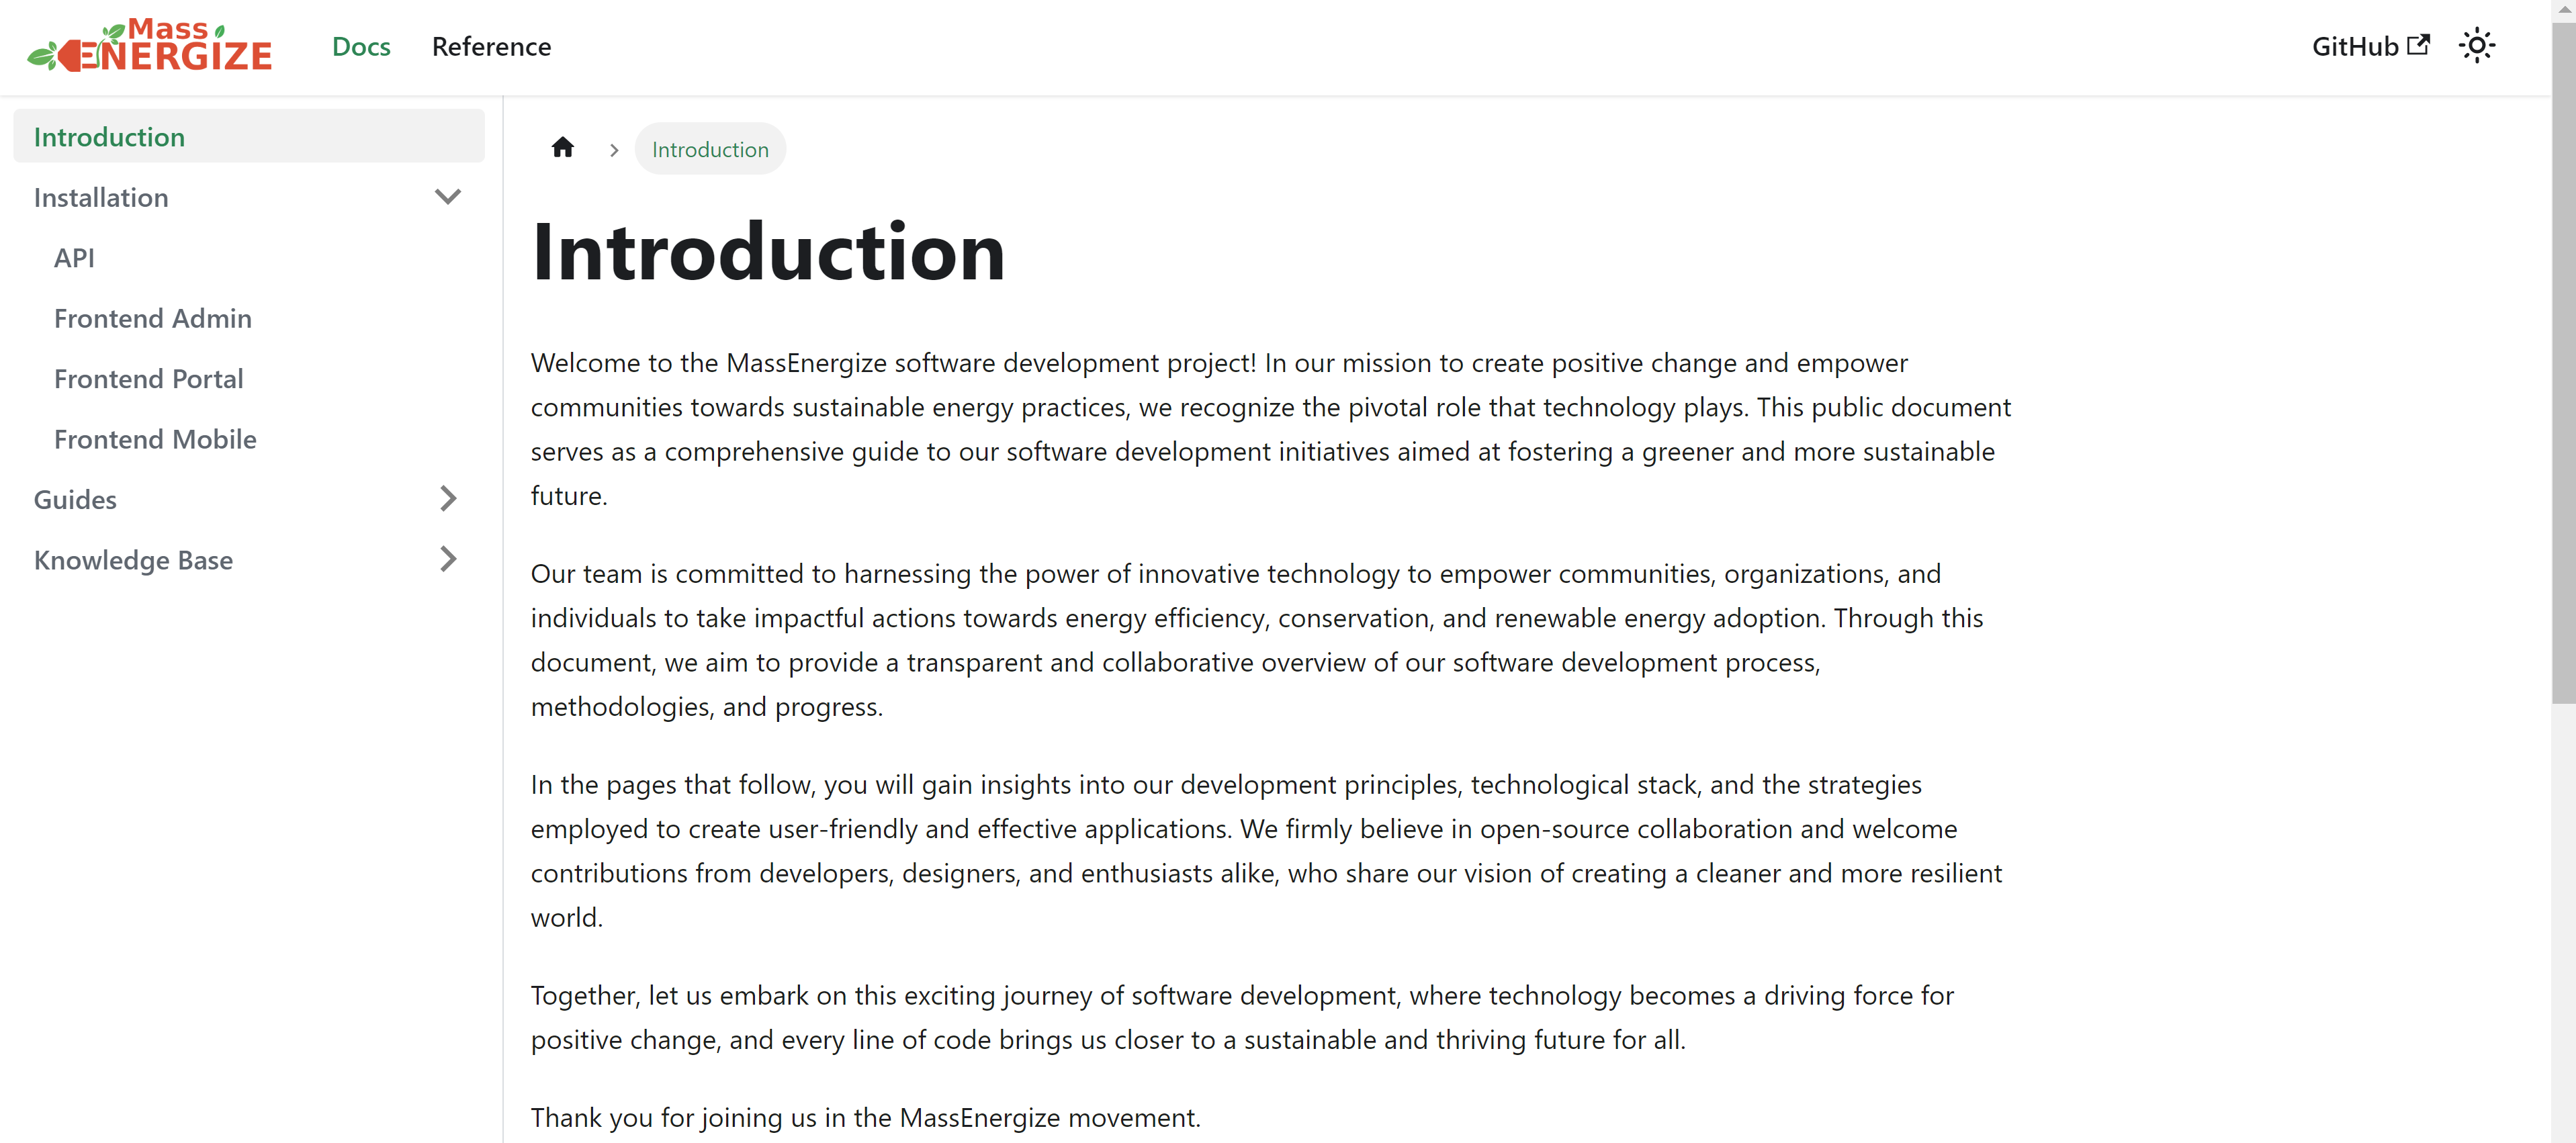 Mass
ENERGIZE
Docs
Reference
GitHub
Introduction
Installation
API
Frontend Admin
Frontend Portal
Frontend Mobile
Guides
Knowledge Base
Introduction
Introduction
Welcome to the MassEnergize software development project! In our mission to create positive change and empower
communities towards sustainable energy practices, we recognize the pivotal role that technology plays. This public document
serves as a comprehensive guide to our software development initiatives aimed at fostering a greener and more sustainable
future.
Our team is committed to harnessing the power of innovative technology to empower communities, organizations, and
individuals to take impactful actions towards energy efficiency, conservation, and renewable energy adoption. Through this
document, we aim to provide a transparent and collaborative overview of our software development process,
methodologies, and progress.
In the pages that follow, you will gain insights into our development principles, technological stack, and the strategies
employed to create user-friendly and effective applications. We firmly believe in open-source collaboration and welcome
contributions from developers, designers, and enthusiasts alike, who share our vision of creating a cleaner and more resilient
world.
Together, let us embark on this exciting journey of software development, where technology becomes a driving force for
positive change, and every line of code brings us closer to a sustainable and thriving future for all.
Thank you for joining us in the MassEnergize movement.